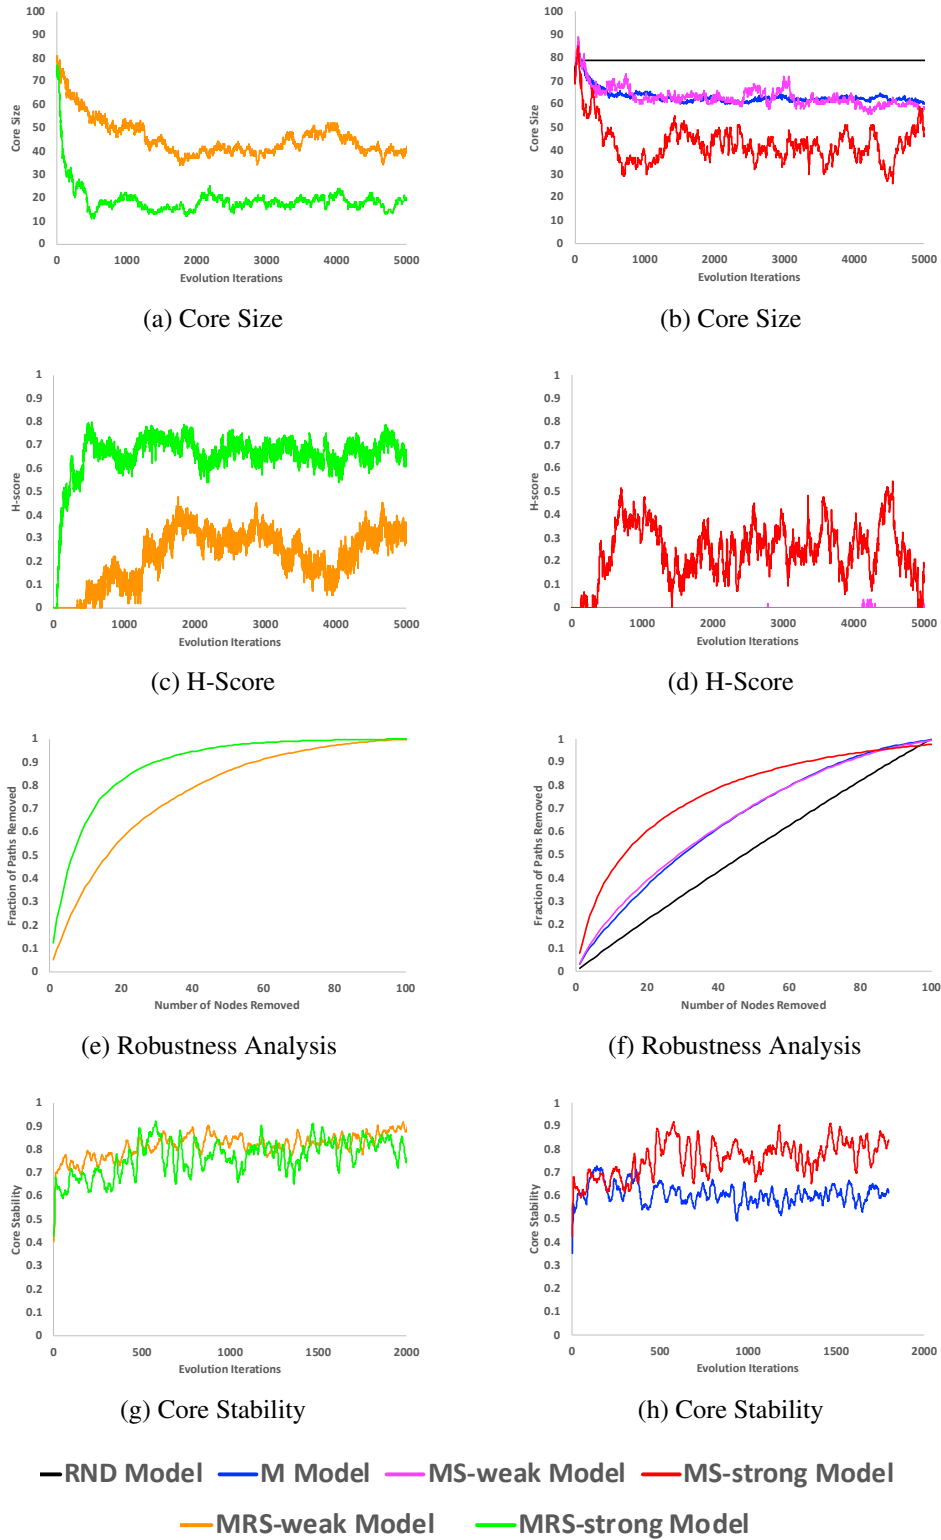 100
90
80
70
60
50
40
30
20
10
0
Core Size
0 1000 2000 3000 4000 5000
Evolution Iterations
(a) Core Size
100
90
80
70
60
50
40
30
20
10
0
Core Size
0 1000 2000 3000 4000 5000
Evolution Iterations
(b) Core Size
1
0.9
0.8
0.7
0.6
0.5
0.4
0.3
0.2
0.1
0
H-score
0 1000 2000 3000 4000 5000
Evolution Iterations
(c) H-Score
1
0.9
0.8
0.7
0.6
0.5
0.4
0.3
0.2
0.1
0
H-score
0 1000 2000 3000 4000 5000
Evolution Iterations
(d) H-Score
1
0.9
0.8
0.7
0.6
0.5
0.4
0.3
0.2
0.1
0
Fraction of Paths Removed
0 20 40 60 80 100
Number of Nodes Removed
(e) Robustness Analysis
1
0.9
0.8
0.7
0.6
0.5
0.4
0.3
0.2
0.1
0
Fraction of Paths Removed
0 20 40 60 80 100
Number of Nodes Removed
(f) Robustness Analysis
1
0.9
0.8
0.7
0.6
0.5
0.4
0.3
0.2
0.1
0
Core Stability
0 500 1000 1500 2000
Evolution Iterations
(g) Core Stability
1
0.9
0.8
0.7
0.6
0.5
0.4
0.3
0.2
0.1
0
Core Stability
0 500 1000 1500 2000
Evolution Iterations
(h) Core Stability
RND Model M Model MS-weak Model MS-strong Model
MRS-weak Model MRS-strong Model